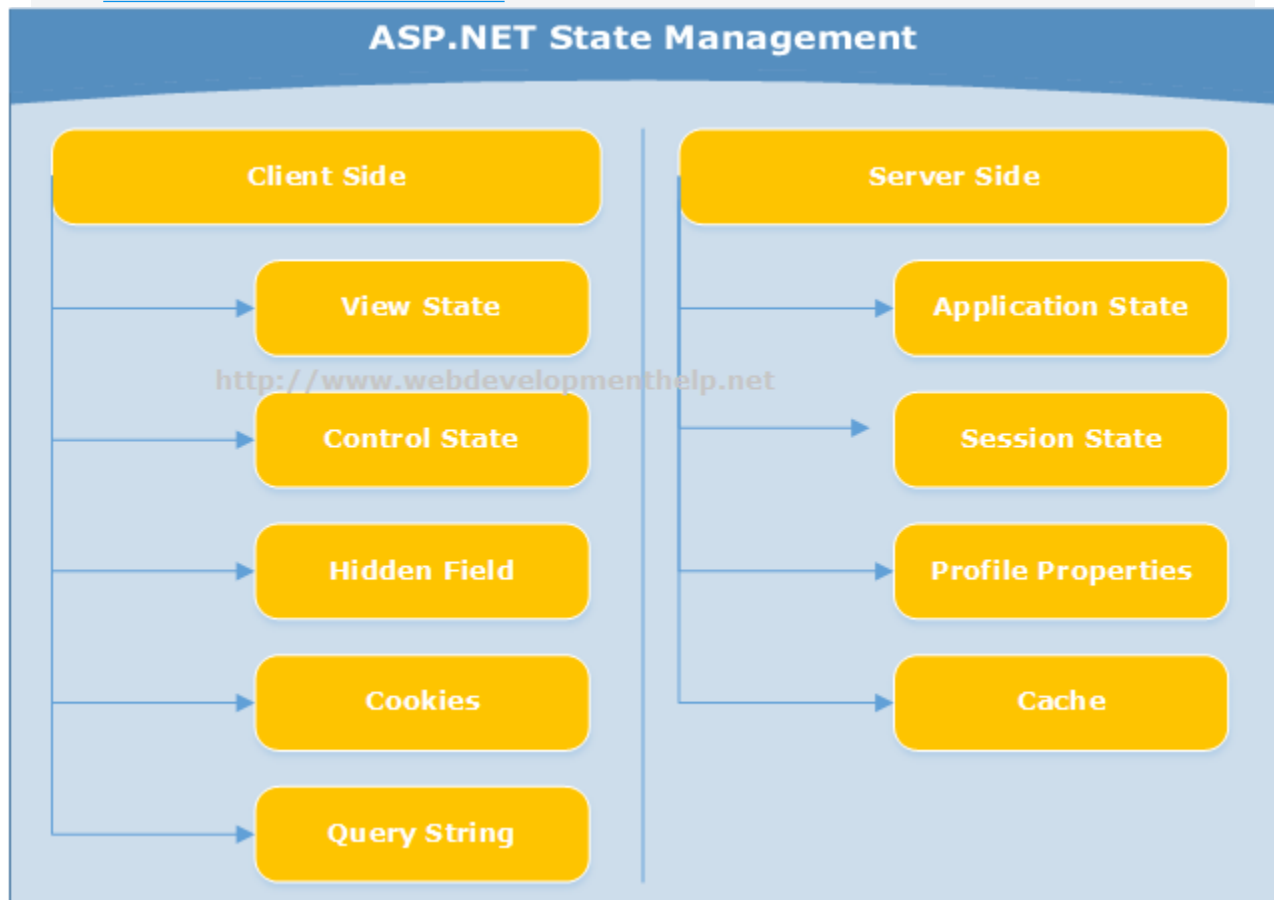 ASP.NET State Management
Client Side
View State
Control State
Hidden Field
Cookies
Query String
Server Side
Application State
Session State
Profile Properties
Cache
http://www.webdevelopmenthelp.net